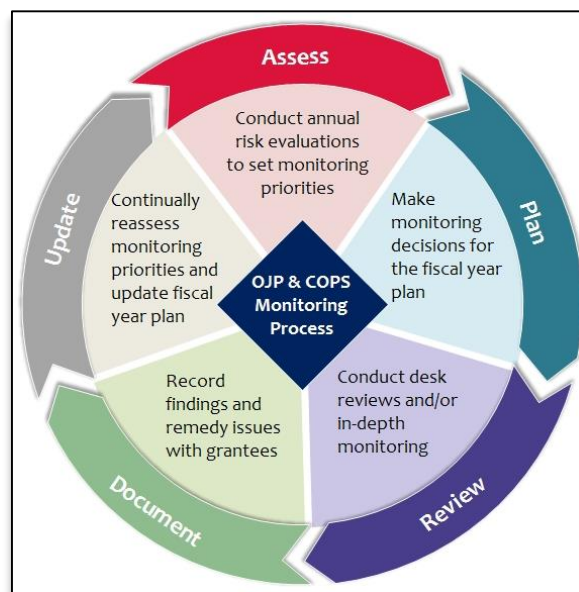 Assess
Conduct annual
risk evaluations
to set monitoring
priorities
Plan
Make
monitoring
decisions for
the fiscal year
plan
Review
Conduct desk
reviews and/or
in-depth
monitoring
Document
Record
findings and
remedy issues
with grantees
Update
Continually
reassess
monitoring
priorities and
update fiscal
year plan
OJP & COPS
Monitoring
Process